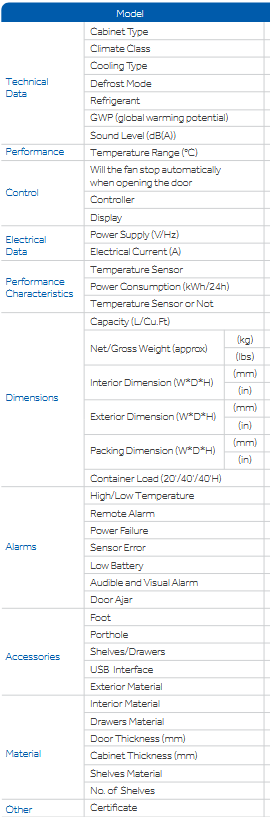 Model
Technical
Data
Cabinet Type
Climate Class
Cooling Type
Defrost Mode
Refrigerant
GWP (global warming potential)
Sound Level (dB(A))
Performance
Temperature Range (°C)
Control
Will the fan stop automatically
when opening the door
Controller
Display
Electrical
Data
Power Supply (V/Hz)
Electrical Current (A)
Performance
Characteristics
Temperature Sensor
Power Consumption (kWh/24h)
Temperature Sensor or Not
Dimensions
Capacity (L/Cu.Ft)
Net/Gross Weight (approx)
(kg)
(lbs)
Interior Dimension (W*D*H)
(mm)
(in)
Exterior Dimension (W*D*H)
(mm)
(in)
Packing Dimension (W*D*H)
(mm)
(in)
Container Load (20'/40'/40'H)
Alarms
High/Low Temperature
Remote Alarm
Power Failure
Sensor Error
Low Battery
Audible and Visual Alarm
Door Ajar
Accessories
Foot
Porthole
Shelves/Drawers
USB Interface
Exterior Material
Material
Interior Material
Drawers Material
Door Thickness (mm)
Cabinet Thickness (mm)
Shelves Material
No. of Shelves
Other
Certificate